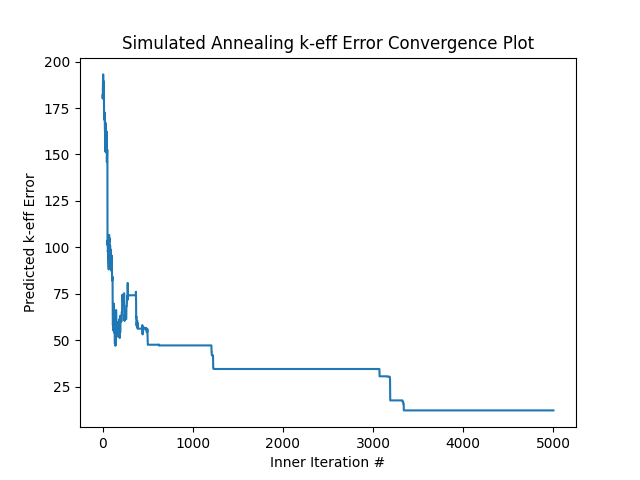 Simulated Annealing k-eff Error Convergence Plot
200
175
150
125
100
75
50
25
Predicted k-eff Error
0 1000 2000 3000 4000 5000
Inner Iteration #